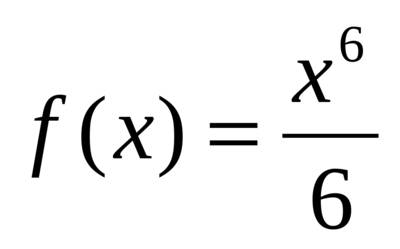 f(x) = x^6/6